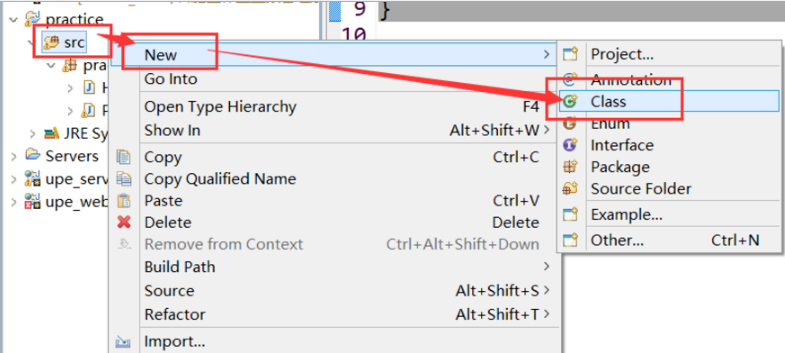 practice
9 }
10
src
New
Project...
pra
Go Into
Annotation
H
Open Type Hierarchy F4
Class
P
Enum
JRE Sy
Show In Alt+Shift+W
Interface
Servers
Copy Ctrl+C
Package
upe_serv
Copy Qualified Name
Source Folder
upe_web
Paste Ctrl+V
Example...
Delete Delete
Other... Ctrl+N
Remove from Context Ctrl+Alt+Shift+Down
Build Path
Source Alt+Shift+S
Refactor Alt+Shift+T
Import...